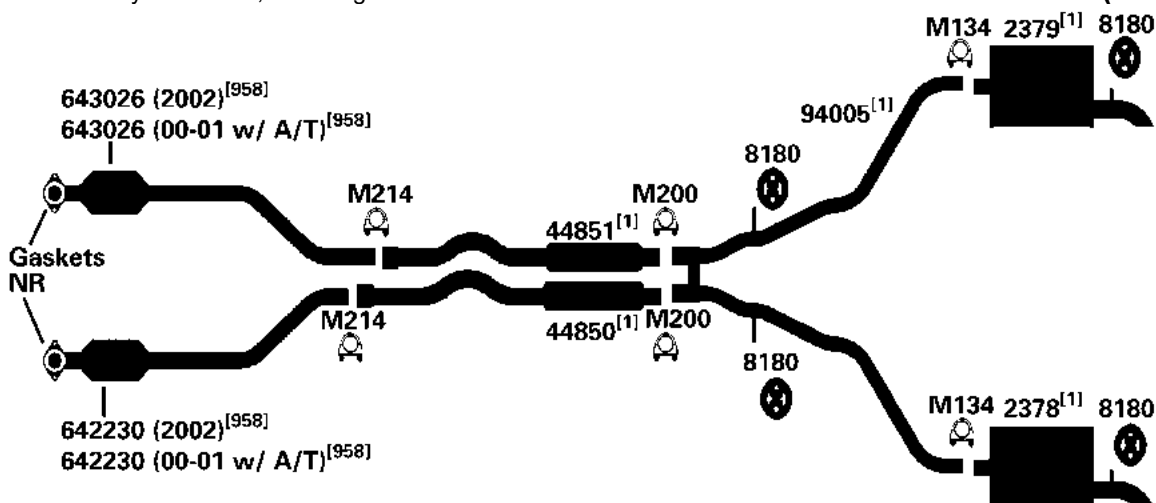 M134 2379[1] 8180
643026 (2002)[958]
643026 (00-01 w/ A/T)[958]
94005[1]
8180
M214
M200
44851[1]
Gaskets
NR
M214
44850[1]
M200
8180
M134 2378[1] 8180
642230 (2002)[958]
642230 (00-01 w/ A/T)[958]